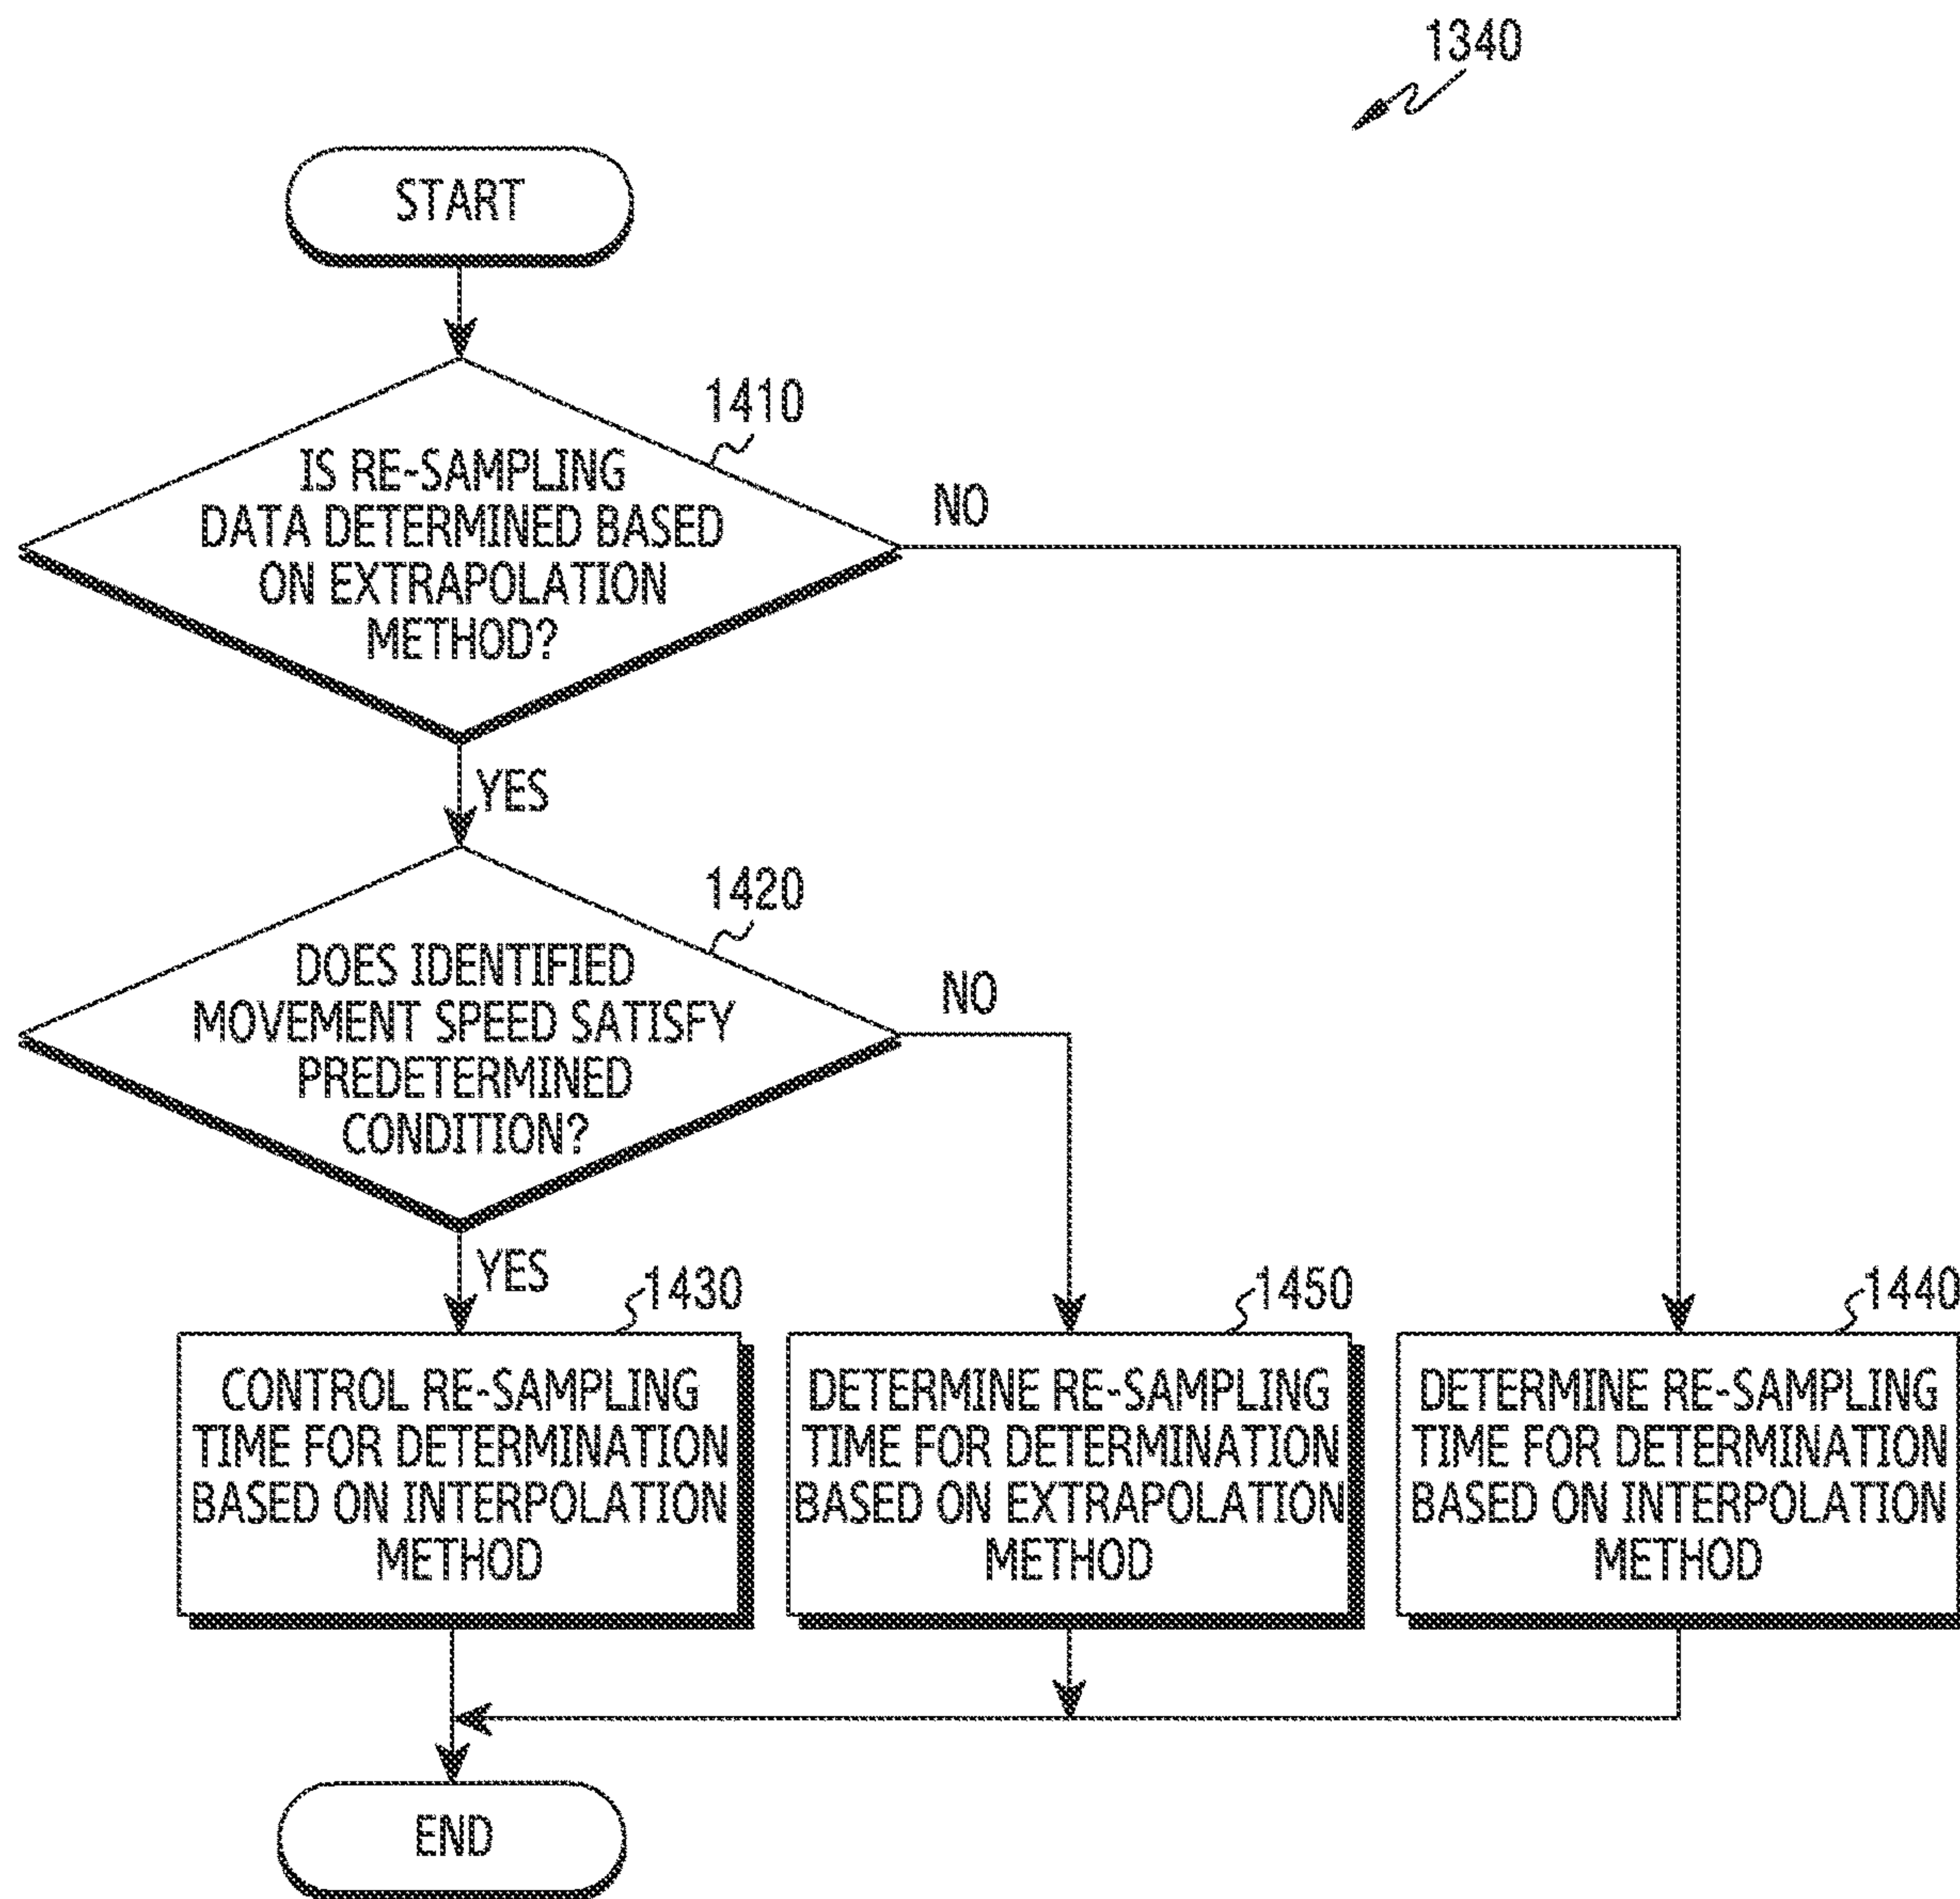 1340
START
1410
IS RE-SAMPLING
DATA DETERMINED BASED
ON EXTRAPOLATION
METHOD?
NO
YES
1420
DOES IDENTIFIED
MOVEMENT SPEED SATISFY
PREDETERMINED
CONDITION?
NO
YES
1430
CONTROL RE-SAMPLING
TIME FOR DETERMINATION
BASED ON INTERPOLATION
METHOD
1450
DETERMINE RE-SAMPLING
TIME FOR DETERMINATION
BASED ON EXTRAPOLATION
METHOD
1440
DETERMINE RE-SAMPLING
TIME FOR DETERMINATION
BASED ON INTERPOLATION
METHOD
END